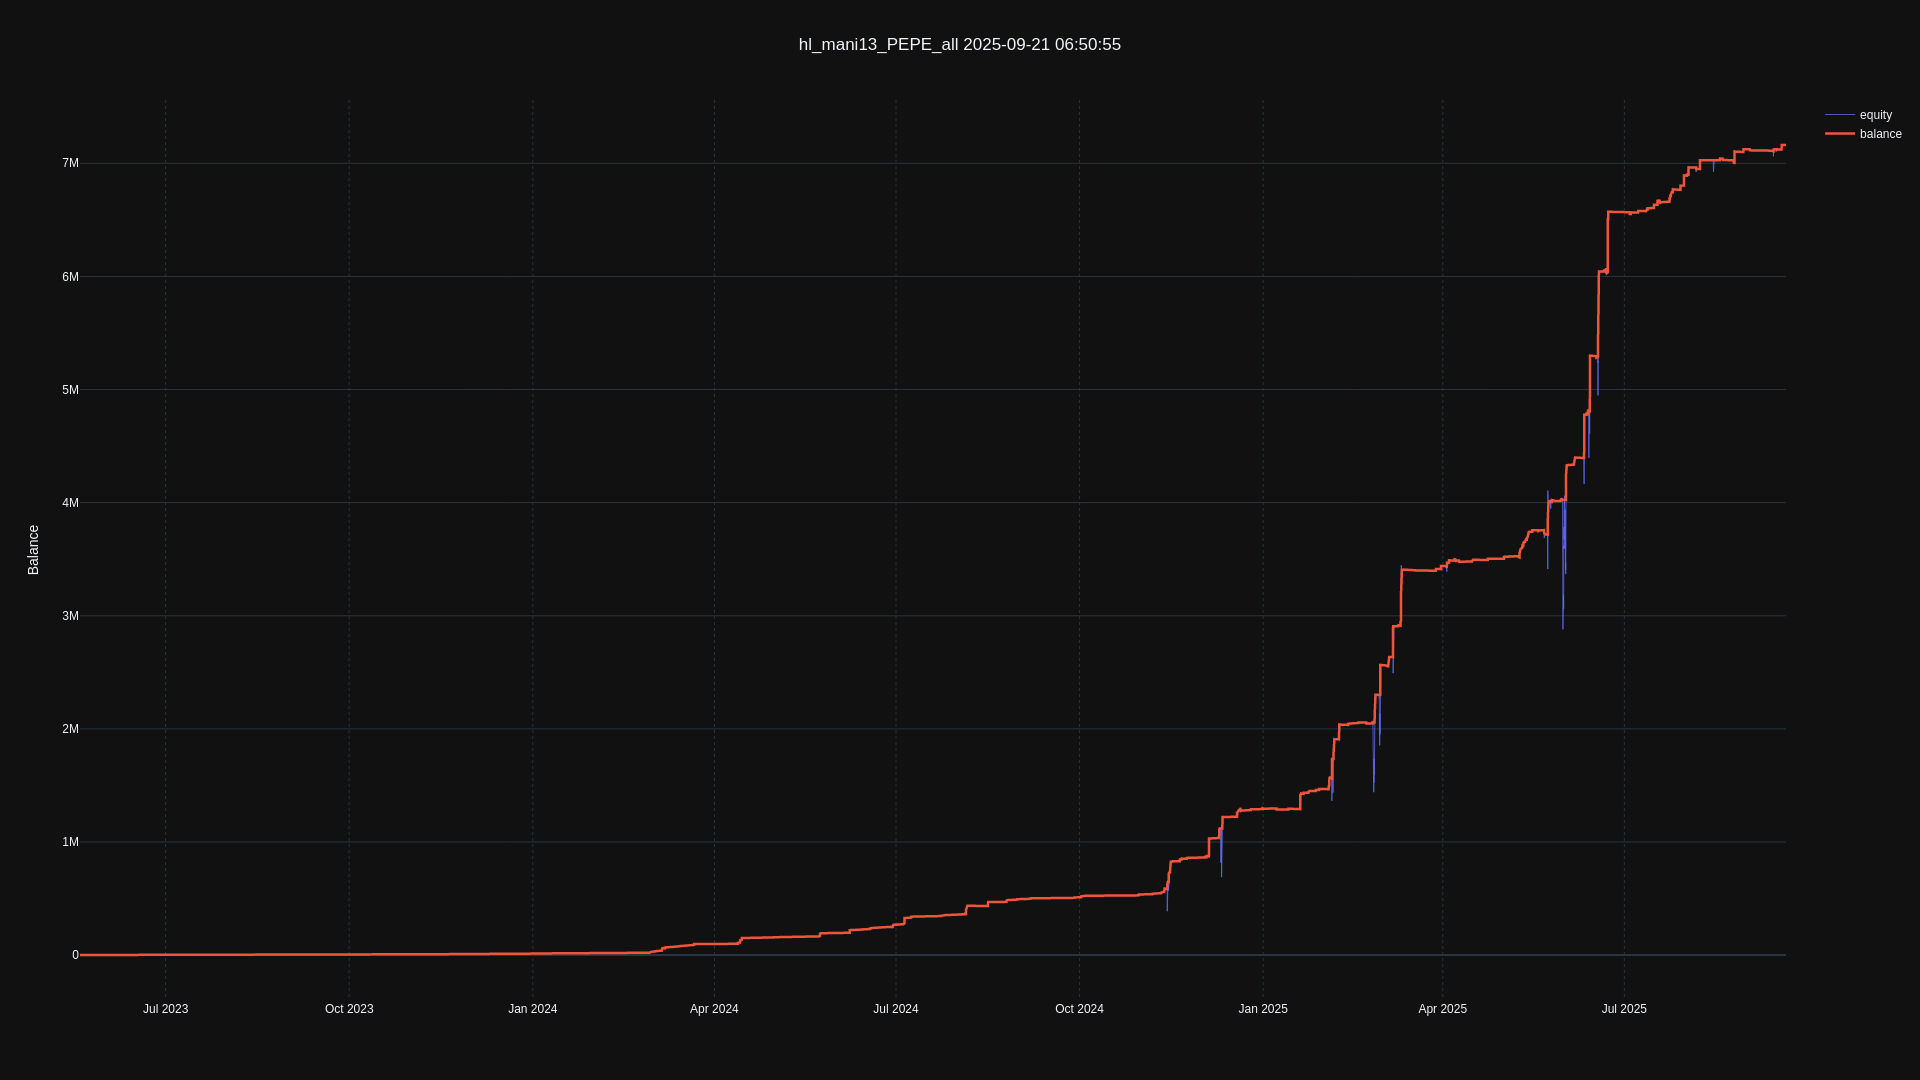 hl_mani13_PEPE_all 2025-09-21 06:50:55
equity
balance
7M
6M
5M
4M
3M
2M
1M
0
Balance
Jul 2023
Oct 2023
Jan 2024
Apr 2024
Jul 2024
Oct 2024
Jan 2025
Apr 2025
Jul 2025